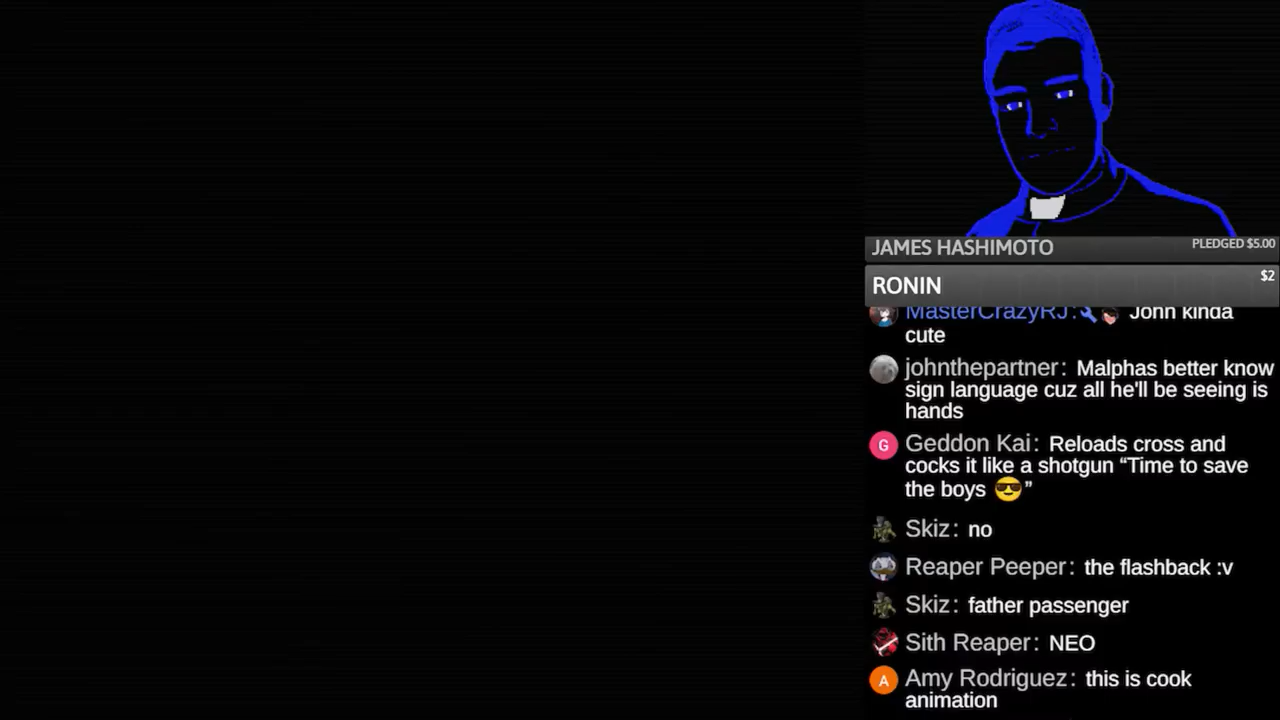 JAMES HASHIMOTO PLEDGED $5.00
RONIN $2
MasterCrazyRJ: John kinda
cute
johnthepartner: Malphas better know
sign language cuz all he'll be seeing is
hands
G Geddon Kai: Reloads cross and
cocks it like a shotgun “Time to save
the boys 😎”
Skiz: no
Reaper Peeper: the flashback :v
Skiz: father passenger
Sith Reaper: NEO
A Amy Rodriguez: this is cook
animation